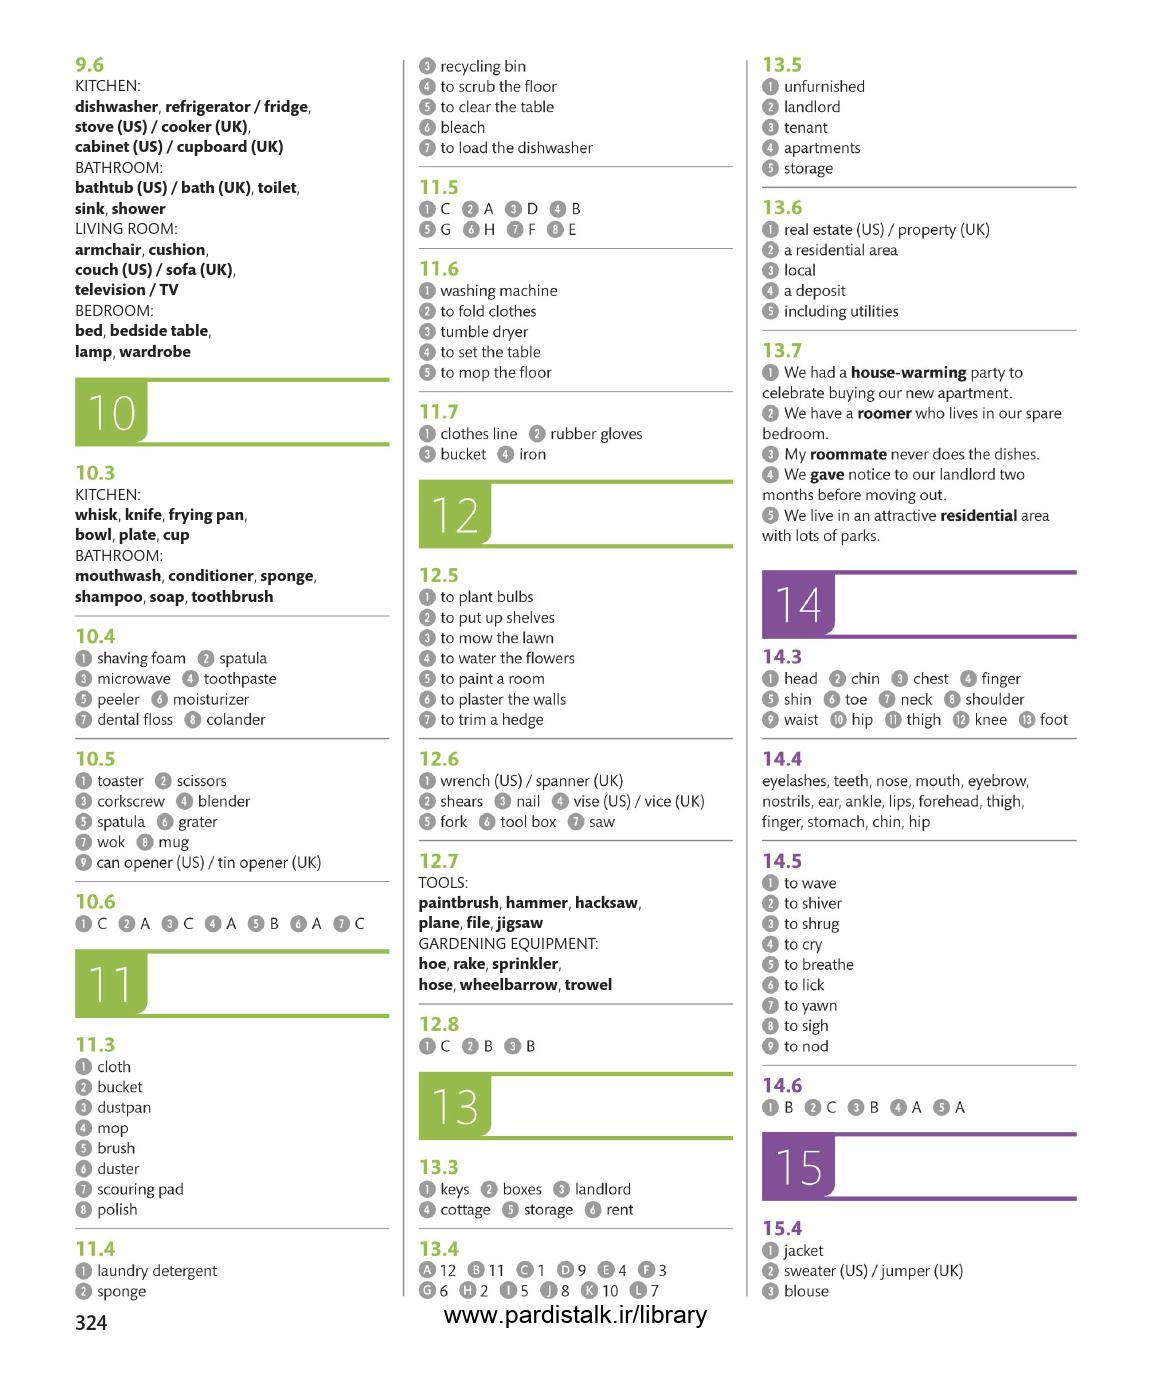 9.6
KITCHEN:
dishwasher, refrigerator / fridge,
stove (US) / cooker (UK),
cabinet (US) / cupboard (UK)
BATHROOM:
bathtub (US) / bath (UK), toilet,
sink, shower
LIVING ROOM:
armchair, cushion,
couch (US) / sofa (UK),
television / TV
BEDROOM:
bed, bedside table,
lamp, wardrobe
10
10.3
KITCHEN:
whisk, knife, frying pan,
bowl, plate, cup
BATHROOM:
mouthwash, conditioner, sponge,
shampoo, soap, toothbrush
10.4
1 shaving foam 2 spatula
3 microwave 4 toothpaste
5 peeler 6 moisturizer
7 dental floss 8 colander
10.5
1 toaster 2 scissors
3 corkscrew 4 blender
5 spatula 6 grater
7 wok 8 mug
9 can opener (US) / tin opener (UK)
10.6
1 C 2 A 3 C 4 A 5 B 6 A 7 C
11
11.3
1 cloth
2 bucket
3 dustpan
4 mop
5 brush
6 duster
7 scouring pad
8 polish
11.4
1 laundry detergent
2 sponge
3 recycling bin
4 to scrub the floor
5 to clear the table
6 bleach
7 to load the dishwasher
11.5
1 C 2 A 3 D 4 B
5 G 6 H 7 F 8 E
11.6
1 washing machine
2 to fold clothes
3 tumble dryer
4 to set the table
5 to mop the floor
11.7
1 clothes line 2 rubber gloves
3 bucket 4 iron
12
12.5
1 to plant bulbs
2 to put up shelves
3 to mow the lawn
4 to water the flowers
5 to paint a room
6 to plaster the walls
7 to trim a hedge
12.6
1 wrench (US) / spanner (UK)
2 shears 3 nail 4 vise (US) / vice (UK)
5 fork 6 tool box 7 saw
12.7
TOOLS:
paintbrush, hammer, hacksaw,
plane, file, jigsaw
GARDENING EQUIPMENT:
hoe, rake, sprinkler,
hose, wheelbarrow, trowel
12.8
1 C 2 B 3 B
13
13.3
1 keys 2 boxes 3 landlord
4 cottage 5 storage 6 rent
13.4
A 12 B 11 C 1 D 9 E 4 F 3
G 6 H 2 I 5 J 8 K 10 L 7
13.5
1 unfurnished
2 landlord
3 tenant
4 apartments
5 storage
13.6
1 real estate (US) / property (UK)
2 a residential area
3 local
4 a deposit
5 including utilities
13.7
1 We had a house-warming party to
celebrate buying our new apartment.
2 We have a roomer who lives in our spare
bedroom.
3 My roommate never does the dishes.
4 We gave notice to our landlord two
months before moving out.
5 We live in an attractive residential area
with lots of parks.
14
14.3
1 head 2 chin 3 chest 4 finger
5 shin 6 toe 7 neck 8 shoulder
9 waist 10 hip 11 thigh 12 knee 13 foot
14.4
eyelashes, teeth, nose, mouth, eyebrow,
nostrils, ear, ankle, lips, forehead, thigh,
finger, stomach, chin, hip
14.5
1 to wave
2 to shiver
3 to shrug
4 to cry
5 to breathe
6 to lick
7 to yawn
8 to sigh
9 to nod
14.6
1 B 2 C 3 B 4 A 5 A
15
15.4
1 jacket
2 sweater (US) / jumper (UK)
3 blouse
324
www.pardistalk.ir/library